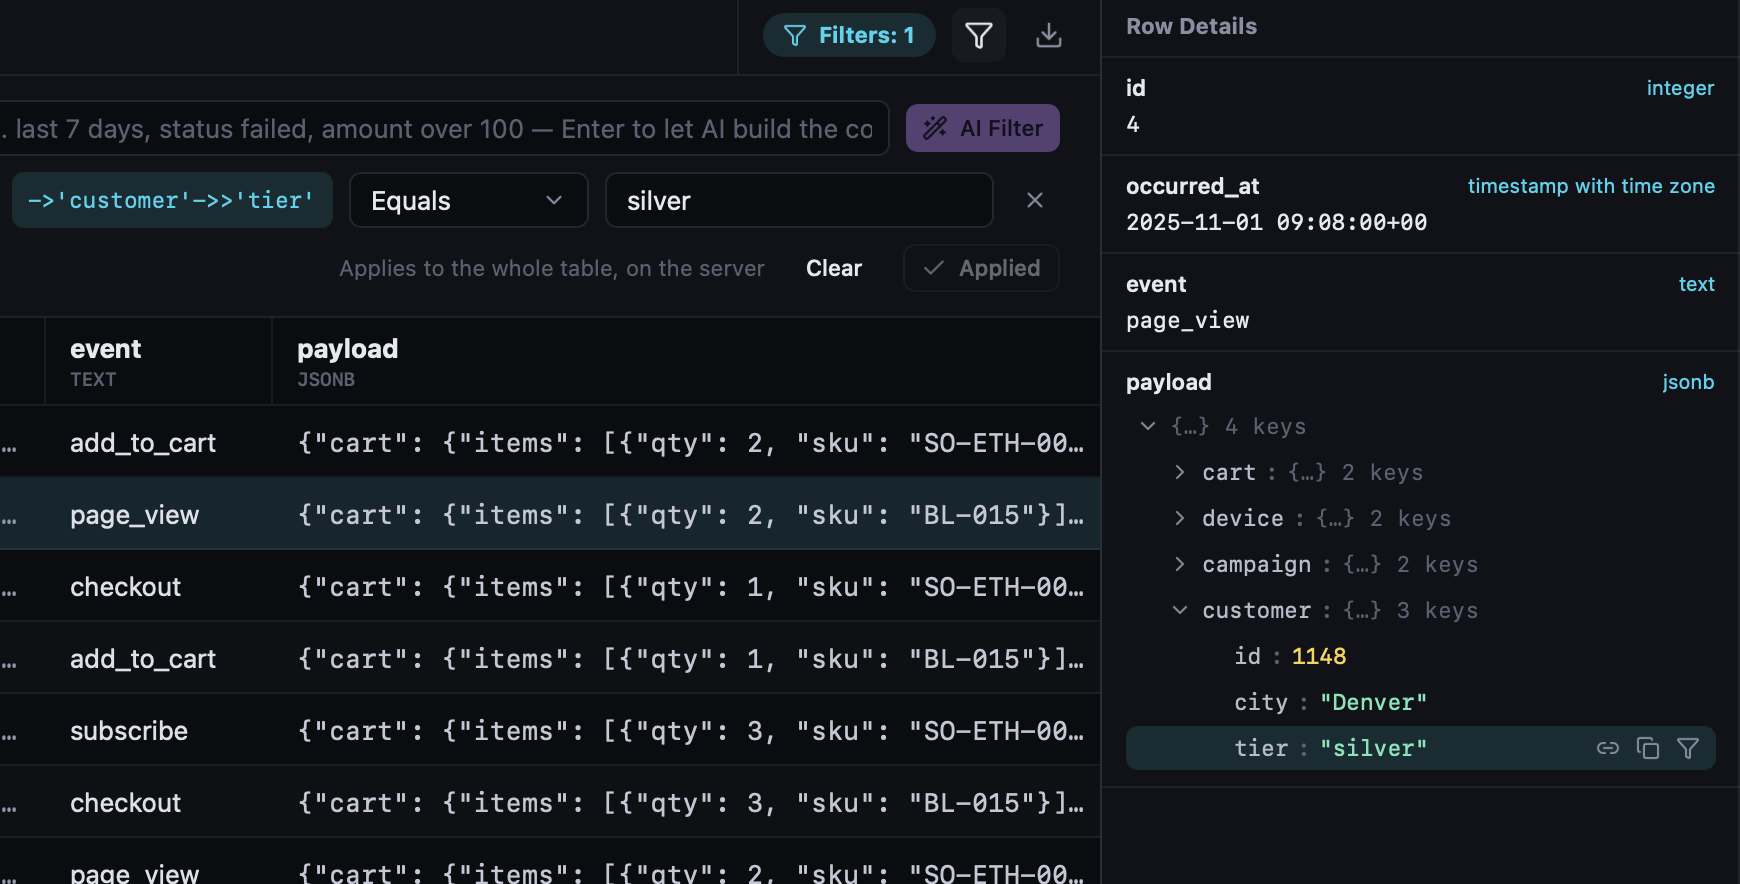 Filters: 1
. last 7 days, status failed, amount over 100 — Enter to let AI build the co
AI Filter
->'customer'->>'tier'
Equals
silver
Applies to the whole table, on the server
Clear
Applied
event
TEXT
payload
JSONB
… add_to_cart {"cart": {"items": [{"qty": 2, "sku": "SO-ETH-00…
… page_view {"cart": {"items": [{"qty": 2, "sku": "BL-015"}]…
… checkout {"cart": {"items": [{"qty": 1, "sku": "SO-ETH-00…
… add_to_cart {"cart": {"items": [{"qty": 1, "sku": "BL-015"}]…
… subscribe {"cart": {"items": [{"qty": 3, "sku": "SO-ETH-00…
… checkout {"cart": {"items": [{"qty": 3, "sku": "BL-015"}]…
… page_view {"cart": {"items": [{"qty": 2, "sku": "SO-ETH-00…
Row Details
id integer
4
occurred_at timestamp with time zone
2025-11-01 09:08:00+00
event text
page_view
payload jsonb
{…} 4 keys
cart : {…} 2 keys
device : {…} 2 keys
campaign : {…} 2 keys
customer : {…} 3 keys
id : 1148
city : "Denver"
tier : "silver"